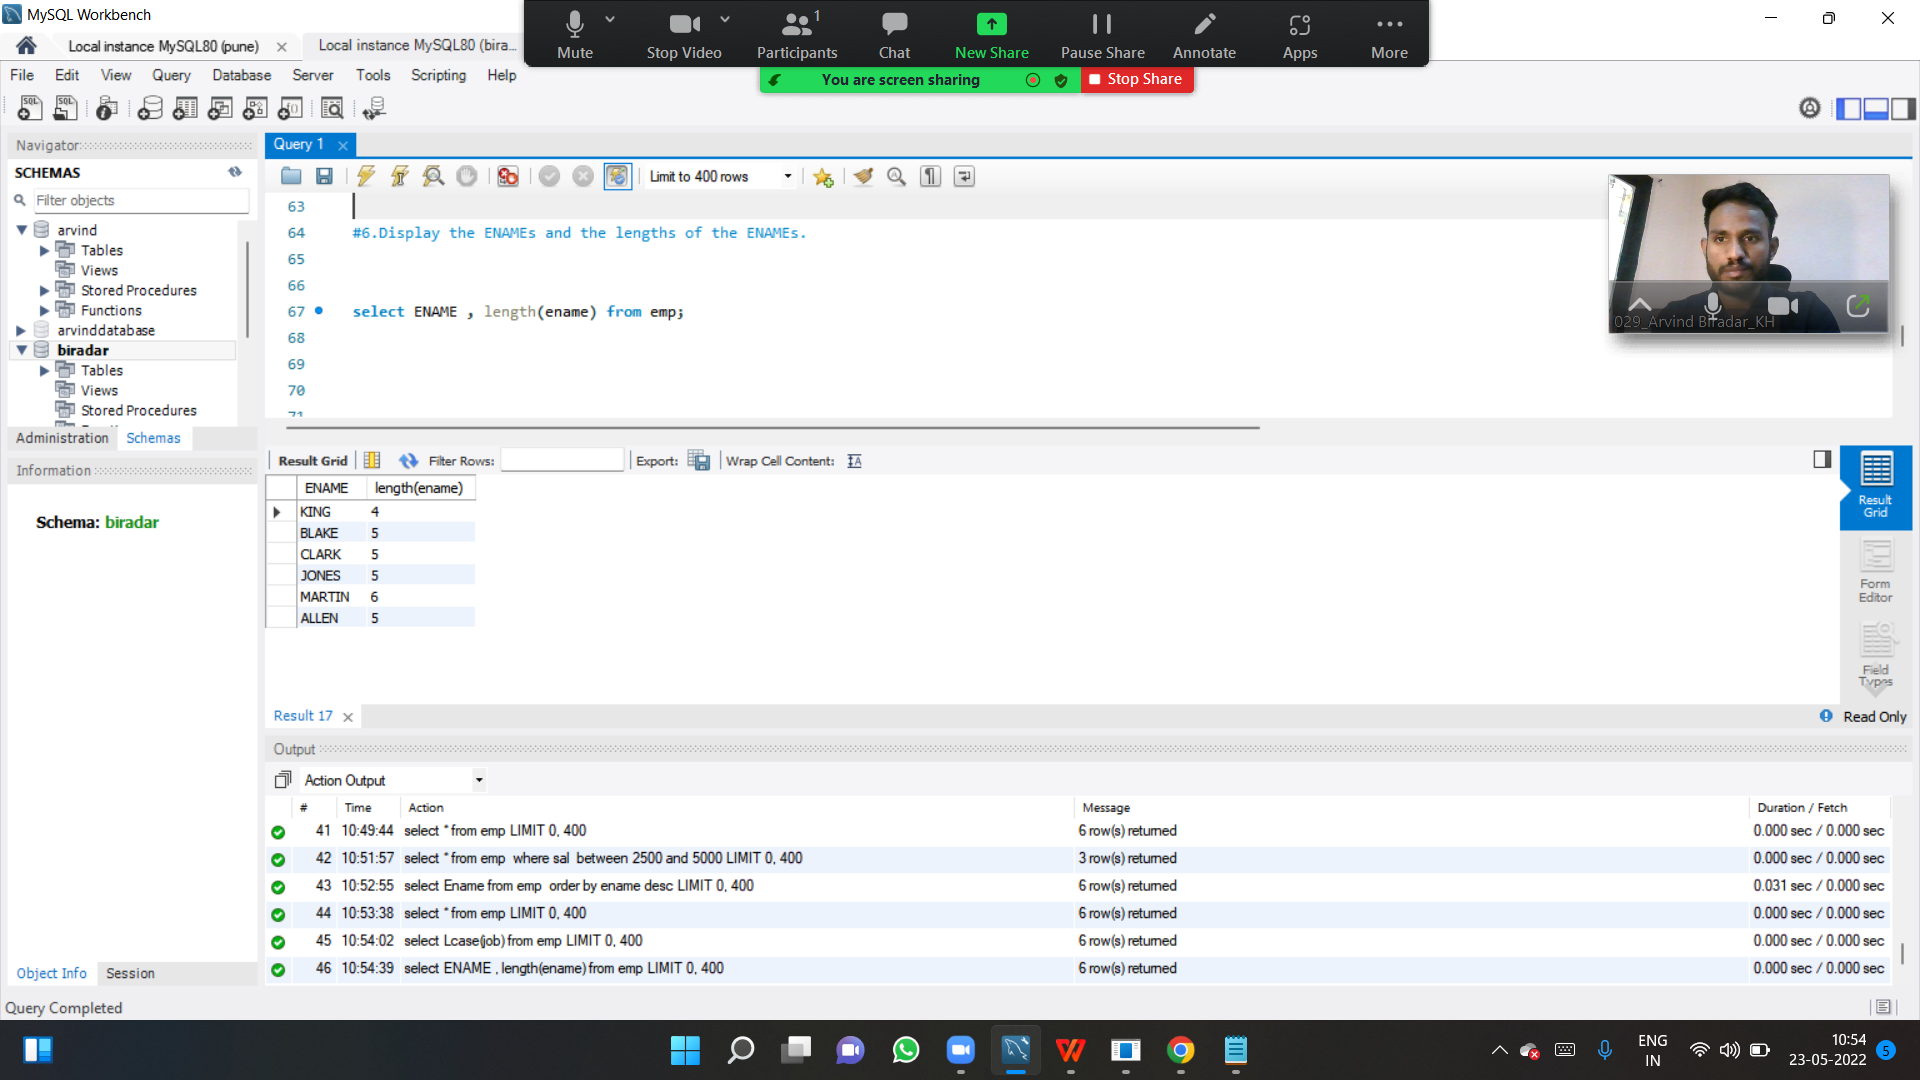 MySQL Workbench
Mute
Stop Video
1
Participants
Chat
New Share
Pause Share
Annotate
Apps
More
You are screen sharing
Stop Share
Local instance MySQL80 (pune)
Local instance MySQL80 (bira...
File Edit View Query Database Server Tools Scripting Help
Navigator
Query 1
SCHEMAS
Limit to 400 rows
Filter objects
arvind
Tables
Views
Stored Procedures
Functions
arvinddatabase
biradar
Tables
Views
Stored Procedures
Administration Schemas
63
64 #6.Display the ENAMEs and the lengths of the ENAMEs.
65
66
67 select ENAME , length(ename) from emp;
68
69
70
71
029_Arvind Biradar_KH
Information
Schema: biradar
Result Grid Filter Rows: Export: Wrap Cell Content:
ENAME length(ename)
KING 4
BLAKE 5
CLARK 5
JONES 5
MARTIN 6
ALLEN 5
Result Grid
Form Editor
Field Types
Result 17
Read Only
Output
Action Output
# Time Action Message Duration / Fetch
41 10:49:44 select * from emp LIMIT 0, 400 6 row(s) returned 0.000 sec / 0.000 sec
42 10:51:57 select * from emp where sal between 2500 and 5000 LIMIT 0, 400 3 row(s) returned 0.000 sec / 0.000 sec
43 10:52:55 select Ename from emp order by ename desc LIMIT 0, 400 6 row(s) returned 0.031 sec / 0.000 sec
44 10:53:38 select * from emp LIMIT 0, 400 6 row(s) returned 0.000 sec / 0.000 sec
45 10:54:02 select Lcase(job) from emp LIMIT 0, 400 6 row(s) returned 0.000 sec / 0.000 sec
46 10:54:39 select ENAME , length(ename) from emp LIMIT 0, 400 6 row(s) returned 0.000 sec / 0.000 sec
Object Info Session
Query Completed
ENG
IN
10:54
23-05-2022
5